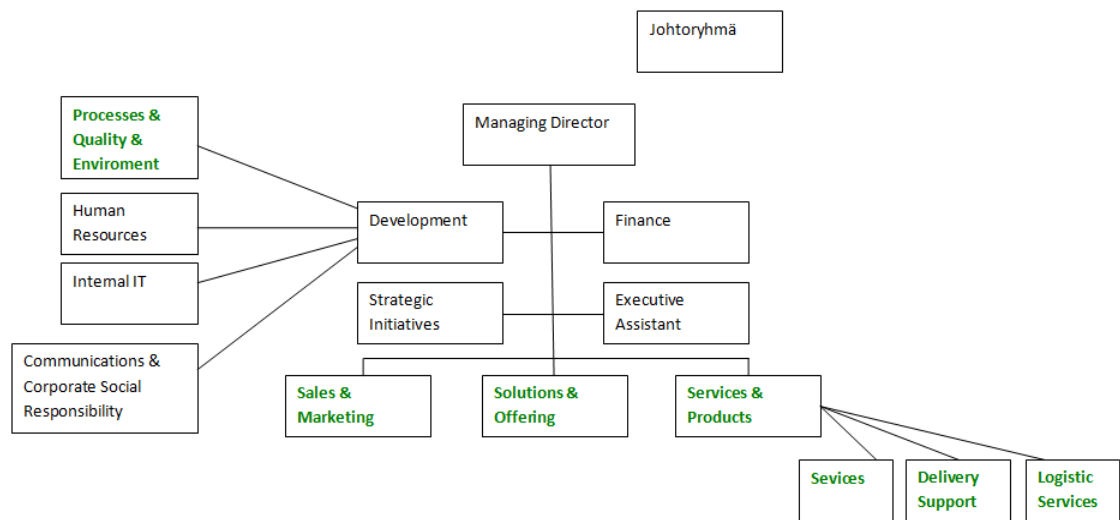 Johtoryhmä
Processes &
Quality &
Enviroment
Managing Director
Human
Resources
Development
Finance
Internal IT
Strategic
Initiatives
Executive
Assistant
Communications &
Corporate Social
Responsibility
Sales &
Marketing
Solutions &
Offering
Services &
Products
Sevices
Delivery
Support
Logistic
Services